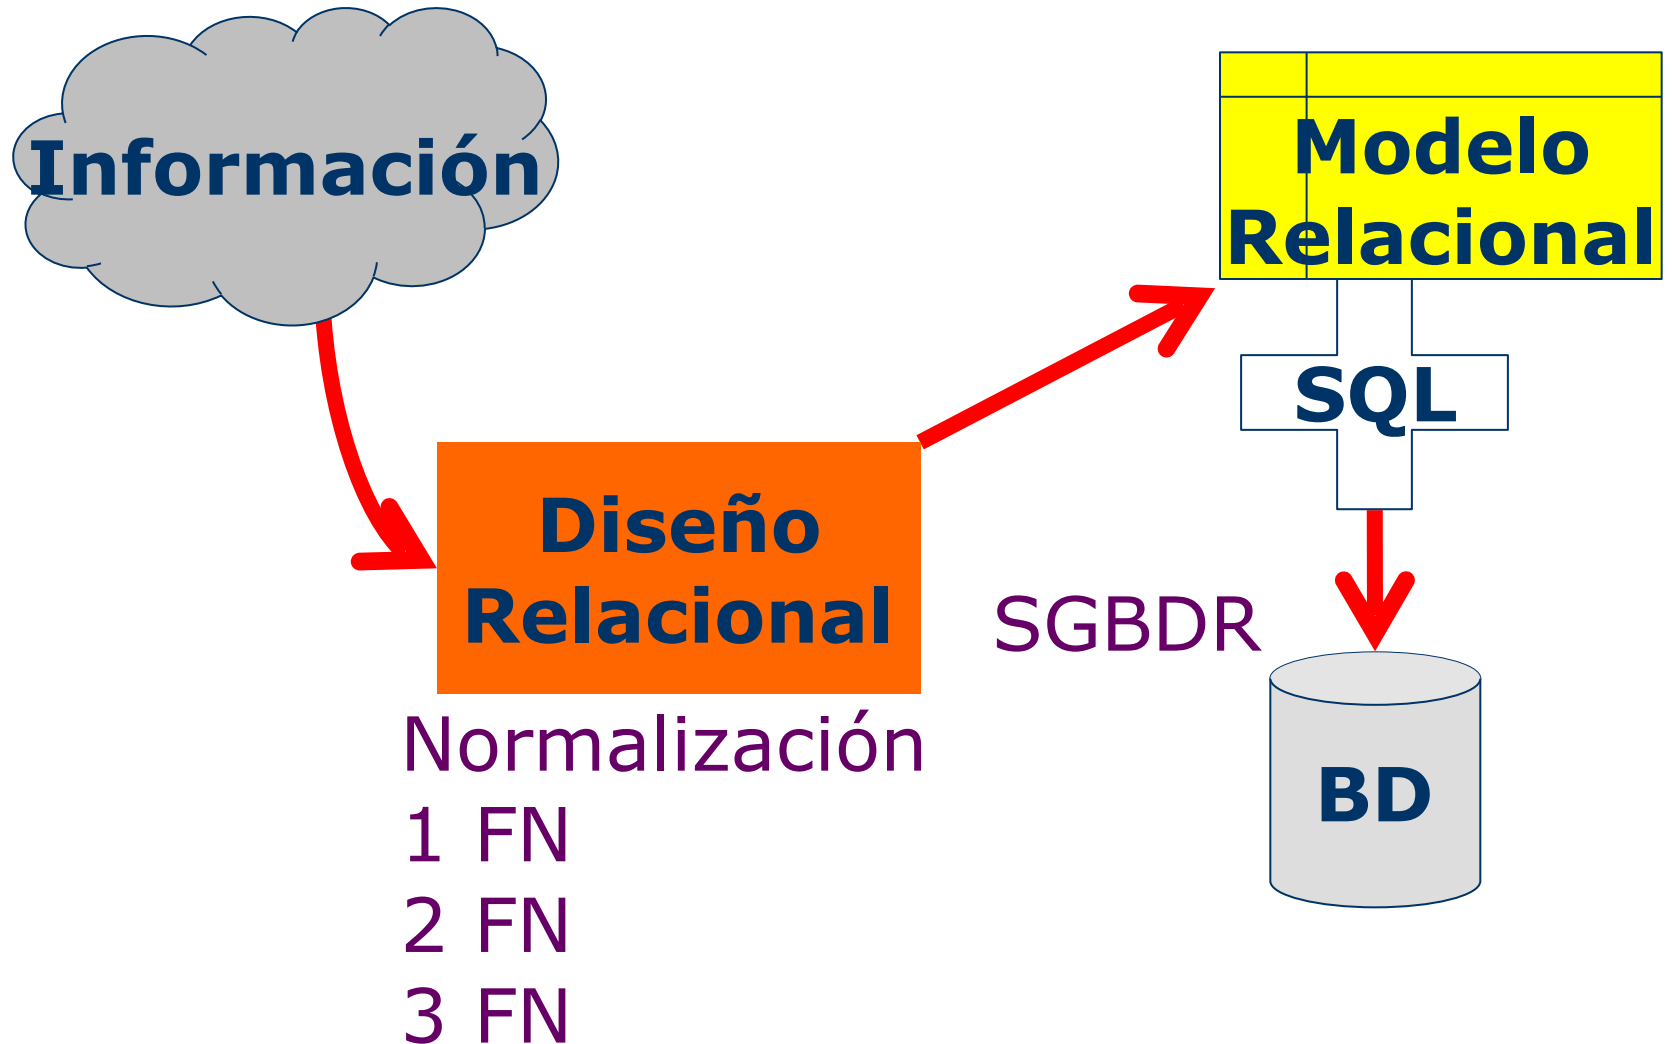 Información
Modelo
Relacional
SQL
Diseño
Relacional
SGBDR
Normalización
1 FN
2 FN
3 FN
BD